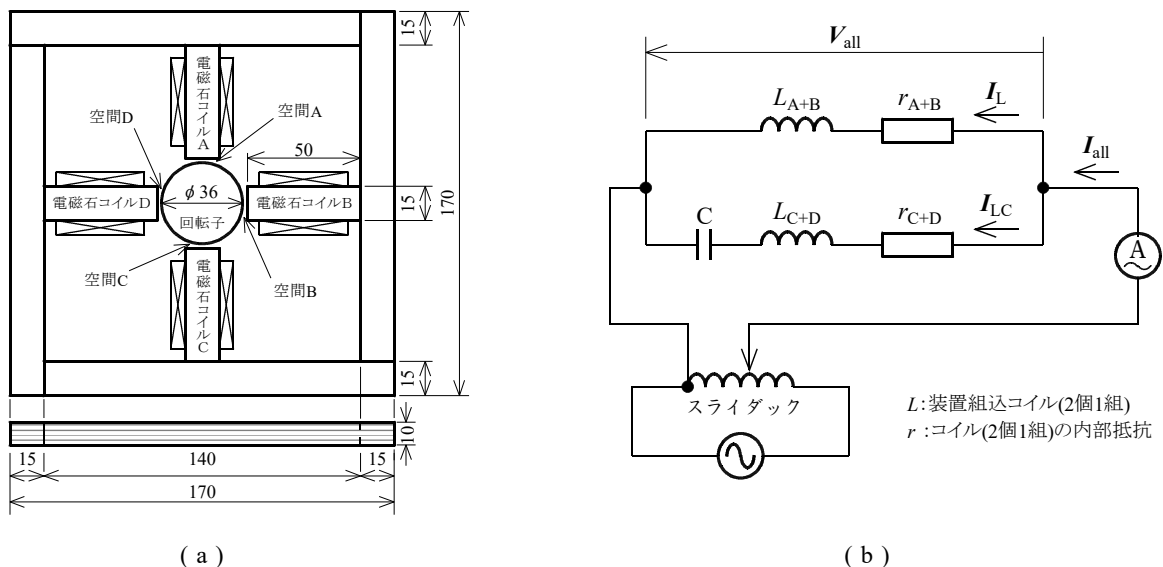 15
電磁石コイルA
空間D
空間A
50
電磁石コイルD
φ36
回転子
電磁石コイルB
15
170
空間C
空間B
電磁石コイルC
15
10
15
140
15
170
(a)
V_all
L_A+B
r_A+B
I_L
I_all
C
L_C+D
r_C+D
I_LC
A
スライダック
L:装置組込コイル(2個1組)
r:コイル(2個1組)の内部抵抗
(b)